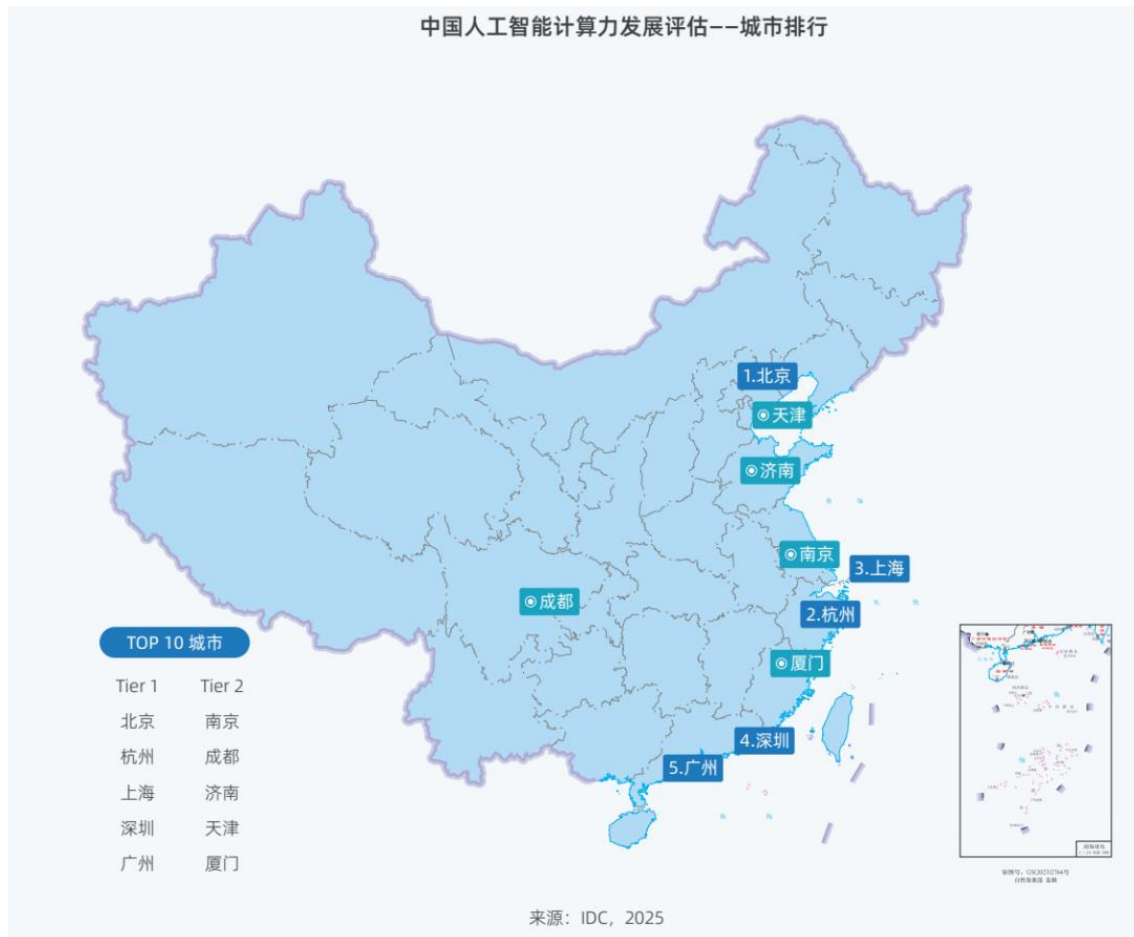 中国人工智能计算力发展评估——城市排行
1.北京
天津
济南
南京
3.上海
成都
2.杭州
厦门
4.深圳
5.广州
TOP 10 城市
Tier 1 Tier 2
北京 南京
杭州 成都
上海 济南
深圳 天津
广州 厦门
来源：IDC，2025